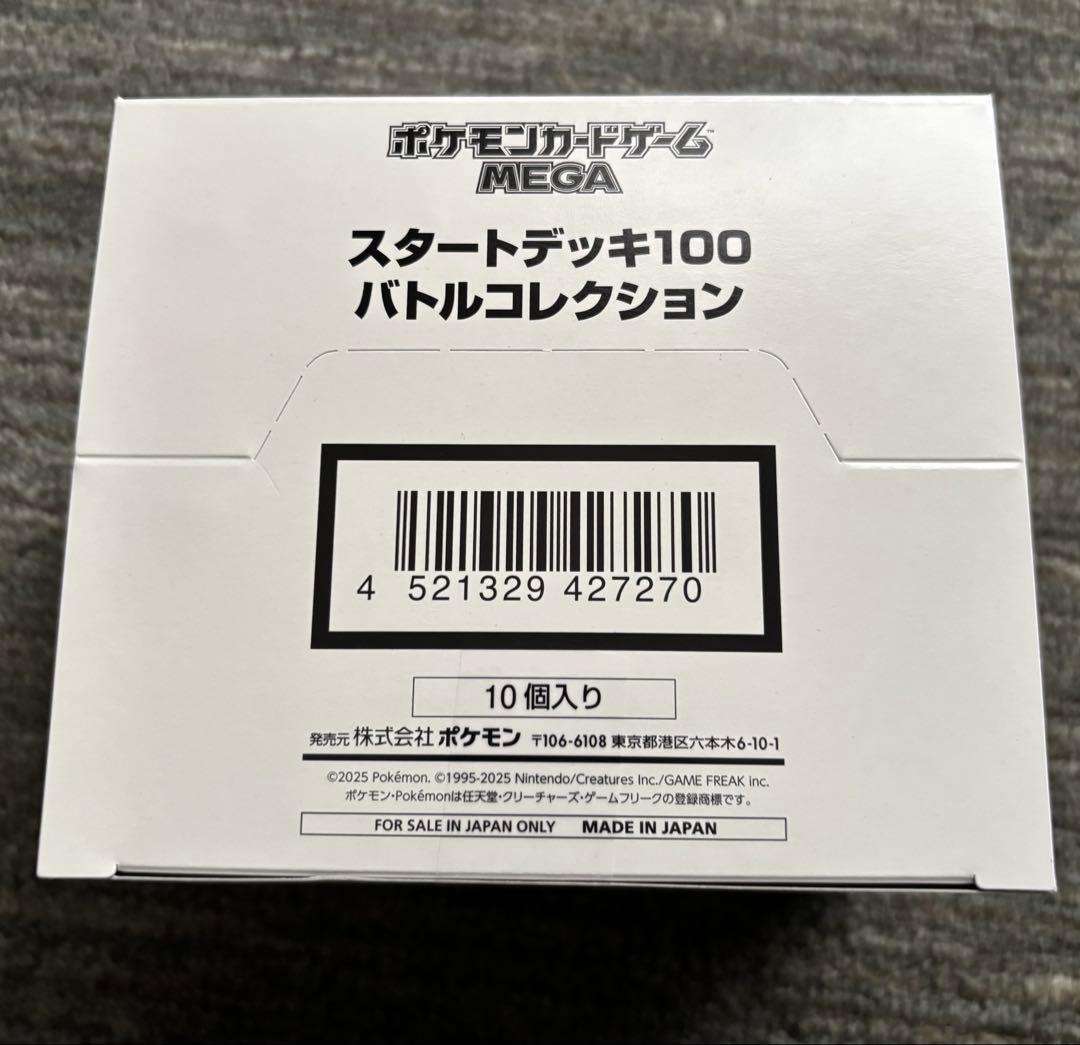 ポケモンカードゲーム™
MEGA
スタートデッキ100
バトルコレクション
4 521329 427270
10個入り
発売元 株式会社 ポケモン 〒106-6108 東京都港区六本木6-10-1
©2025 Pokémon. ©1995-2025 Nintendo/Creatures Inc./GAME FREAK inc.
ポケモン・Pokémonは任天堂・クリーチャーズ・ゲームフリークの登録商標です。
FOR SALE IN JAPAN ONLY MADE IN JAPAN